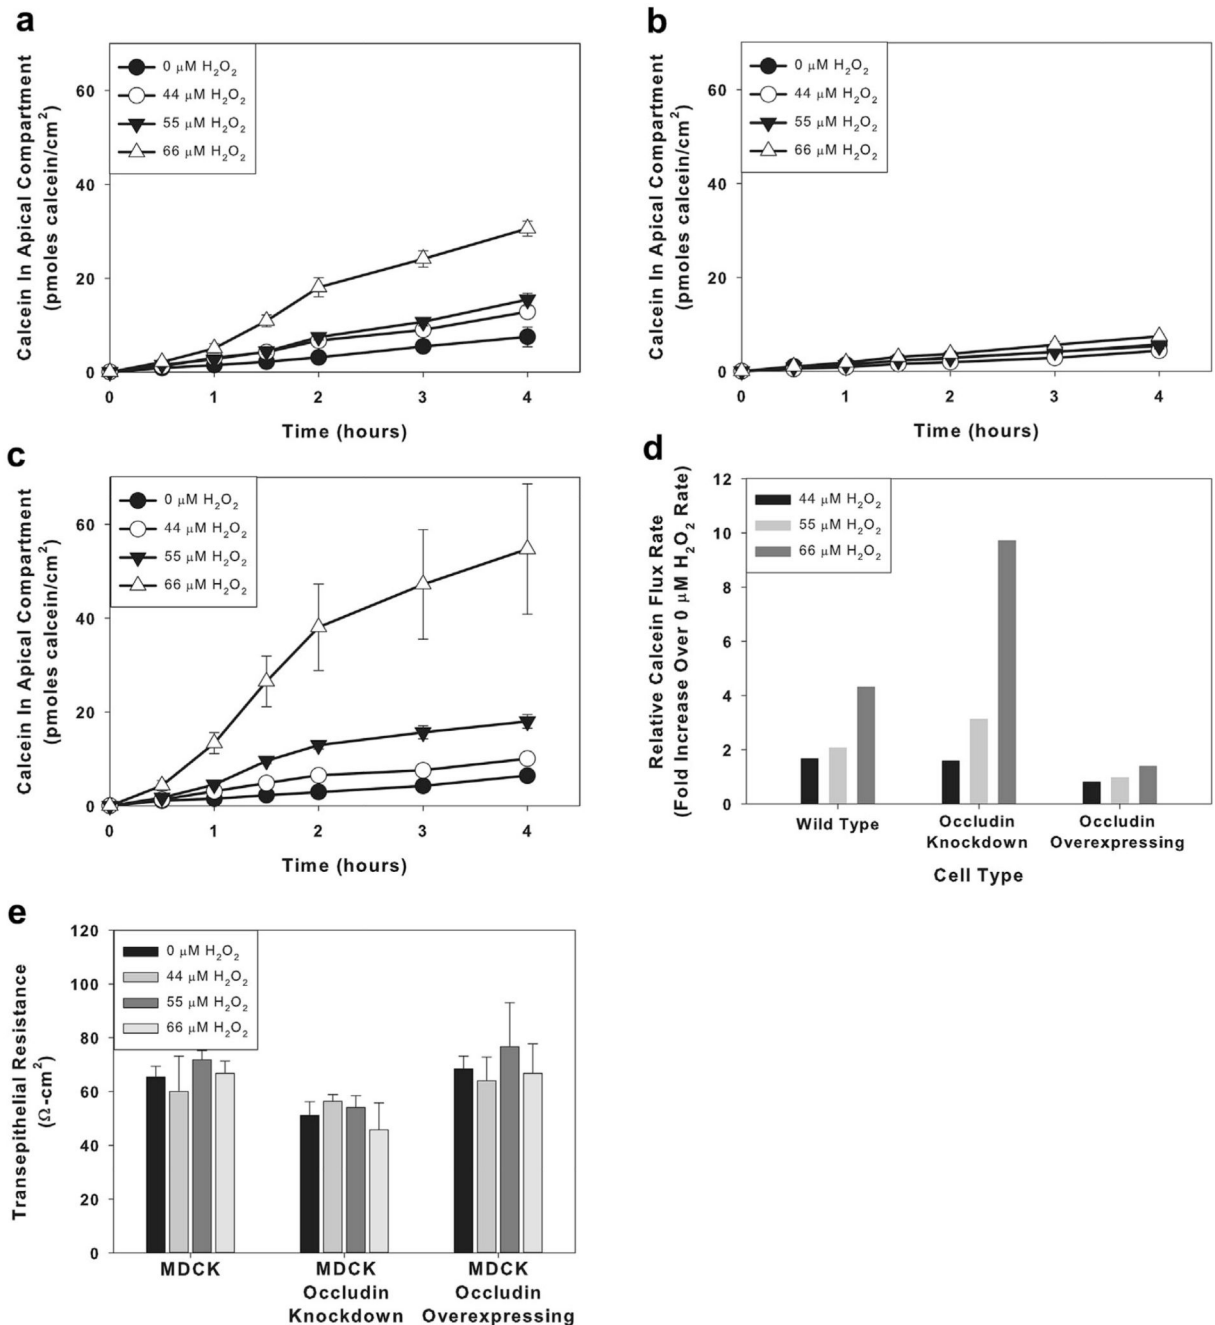 a
Calcein In Apical Compartment
(pmoles calcein/cm²)
60
40
20
0
0 μM H₂O₂
44 μM H₂O₂
55 μM H₂O₂
66 μM H₂O₂
0 1 2 3 4
Time (hours)
b
Calcein In Apical Compartment
(pmoles calcein/cm²)
60
40
20
0
0 μM H₂O₂
44 μM H₂O₂
55 μM H₂O₂
66 μM H₂O₂
0 1 2 3 4
Time (hours)
c
Calcein In Apical Compartment
(pmoles calcein/cm²)
60
40
20
0
0 μM H₂O₂
44 μM H₂O₂
55 μM H₂O₂
66 μM H₂O₂
0 1 2 3 4
Time (hours)
d
Relative Calcein Flux Rate
(Fold Increase Over 0 μM H₂O₂ Rate)
12
10
8
6
4
2
0
44 μM H₂O₂
55 μM H₂O₂
66 μM H₂O₂
Wild Type
Occludin
Knockdown
Occludin
Overexpressing
Cell Type
e
Transepithelial Resistance
(Ω-cm²)
120
100
80
60
40
20
0
0 μM H₂O₂
44 μM H₂O₂
55 μM H₂O₂
66 μM H₂O₂
MDCK
MDCK
Occludin
Knockdown
MDCK
Occludin
Overexpressing